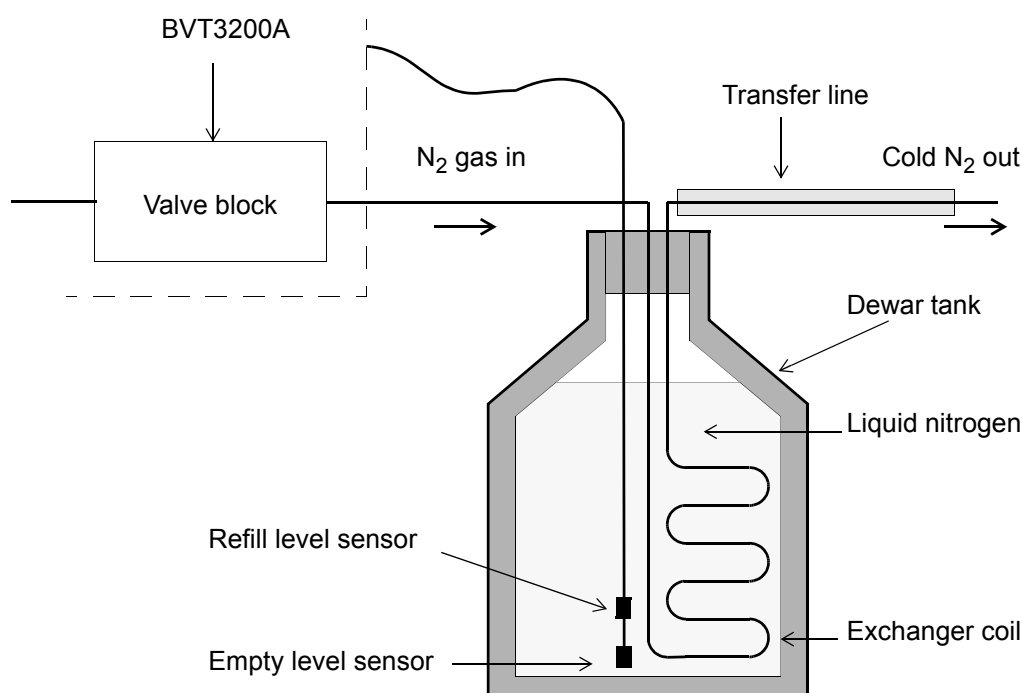 BVT3200A
Transfer line
N2 gas in
Cold N2 out
Valve block
Dewar tank
Liquid nitrogen
Refill level sensor
Exchanger coil
Empty level sensor